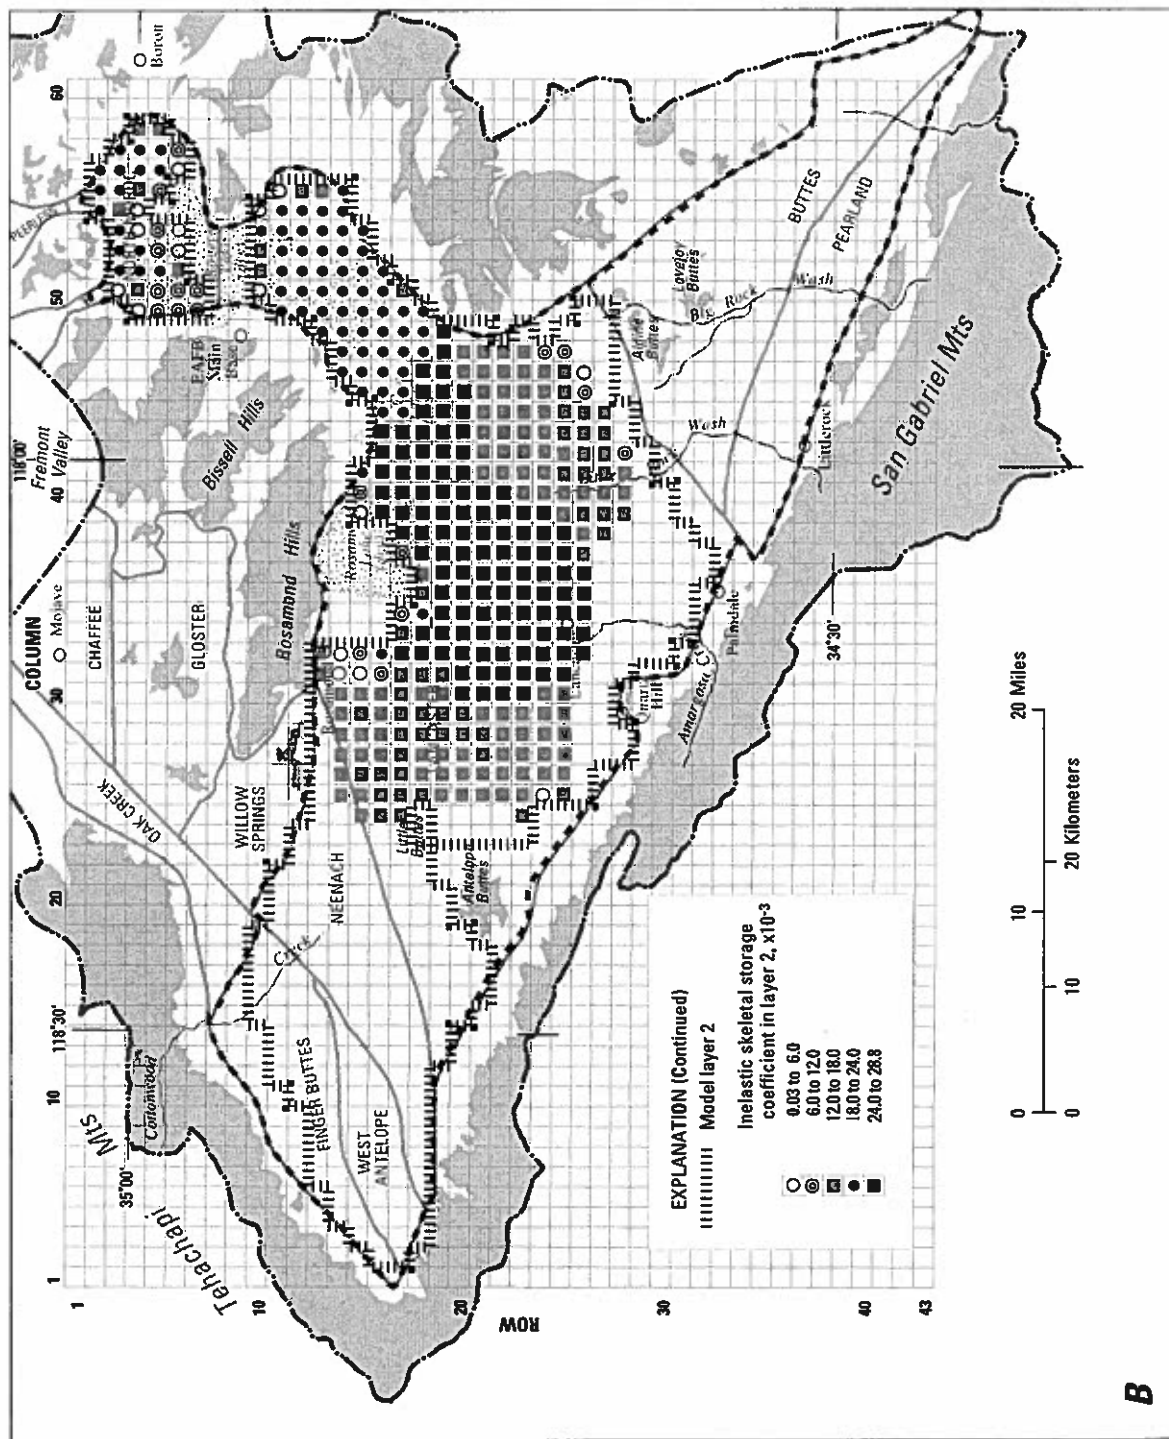 COLUMN
1
10
20
30
40
50
60
ROW
1
10
20
30
40
43
118°30'
118°00'
35°00'
34°30'
Tehachapi
Mts
Cottonwood
Creek
FINGER BUTTES
WEST
ANTELOPE
NEENACH
OAK CREEK
WILLOW
SPRINGS
Mojave
CHAFFEE
GLOSTER
Fremont
Valley
Bissell Hills
Rosamond Hills
EAFB
Main
Base
PEERLESS
Boron
Little
Buttes
Antelope
Buttes
Hill
Amargosa Cr
Palmdale
Wash
Littlerock
Big Rock
Wash
Lovejoy
Buttes
Alpine
Buttes
BUTTES
PEARLAND
San Gabriel Mts
EXPLANATION (Continued)
Model layer 2
Inelastic skeletal storage
coefficient in layer 2, x10-3
0.03 to 6.0
6.0 to 12.0
12.0 to 18.0
18.0 to 24.0
24.0 to 28.8
0 10 20 Miles
0 10 20 Kilometers
B